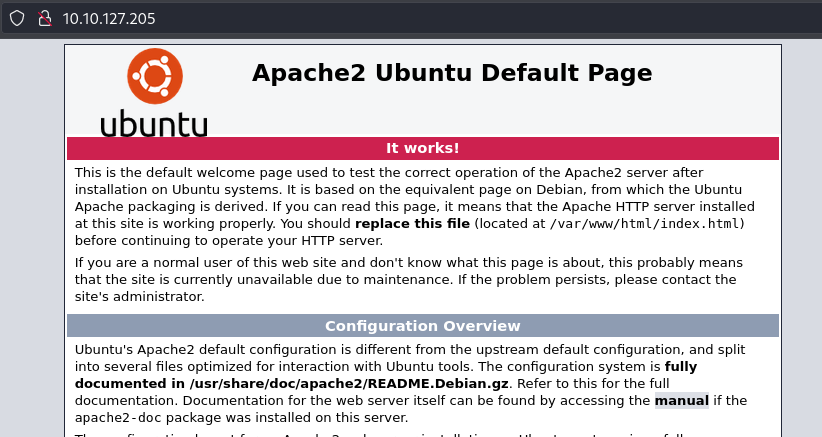 10.10.127.205
Apache2 Ubuntu Default Page
ubuntu
It works!
This is the default welcome page used to test the correct operation of the Apache2 server after
installation on Ubuntu systems. It is based on the equivalent page on Debian, from which the Ubuntu
Apache packaging is derived. If you can read this page, it means that the Apache HTTP server installed
at this site is working properly. You should replace this file (located at /var/www/html/index.html)
before continuing to operate your HTTP server.
If you are a normal user of this web site and don't know what this page is about, this probably means
that the site is currently unavailable due to maintenance. If the problem persists, please contact the
site's administrator.
Configuration Overview
Ubuntu's Apache2 default configuration is different from the upstream default configuration, and split
into several files optimized for interaction with Ubuntu tools. The configuration system is fully
documented in /usr/share/doc/apache2/README.Debian.gz. Refer to this for the full
documentation. Documentation for the web server itself can be found by accessing the manual if the
apache2-doc package was installed on this server.